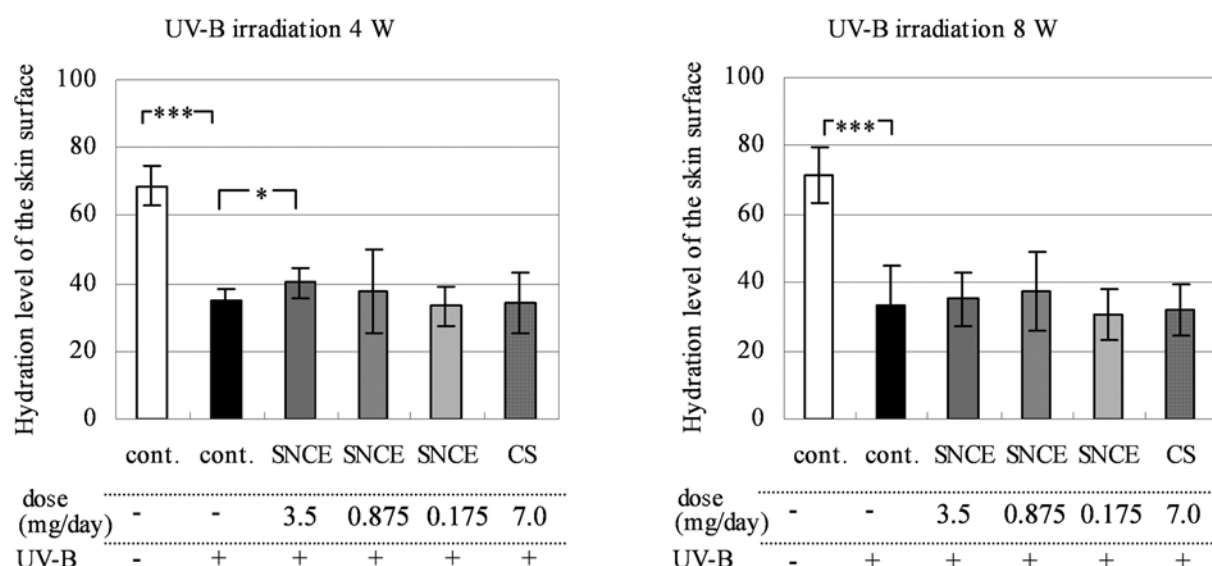 UV-B irradiation 4 W
Hydration level of the skin surface
100
80
60
40
20
0
***
*
cont. cont. SNCE SNCE SNCE CS
dose
(mg/day) - - 3.5 0.875 0.175 7.0
UV-B - + + + + +
UV-B irradiation 8 W
Hydration level of the skin surface
100
80
60
40
20
0
***
cont. cont. SNCE SNCE SNCE CS
dose
(mg/day) - - 3.5 0.875 0.175 7.0
UV-B - + + + + +